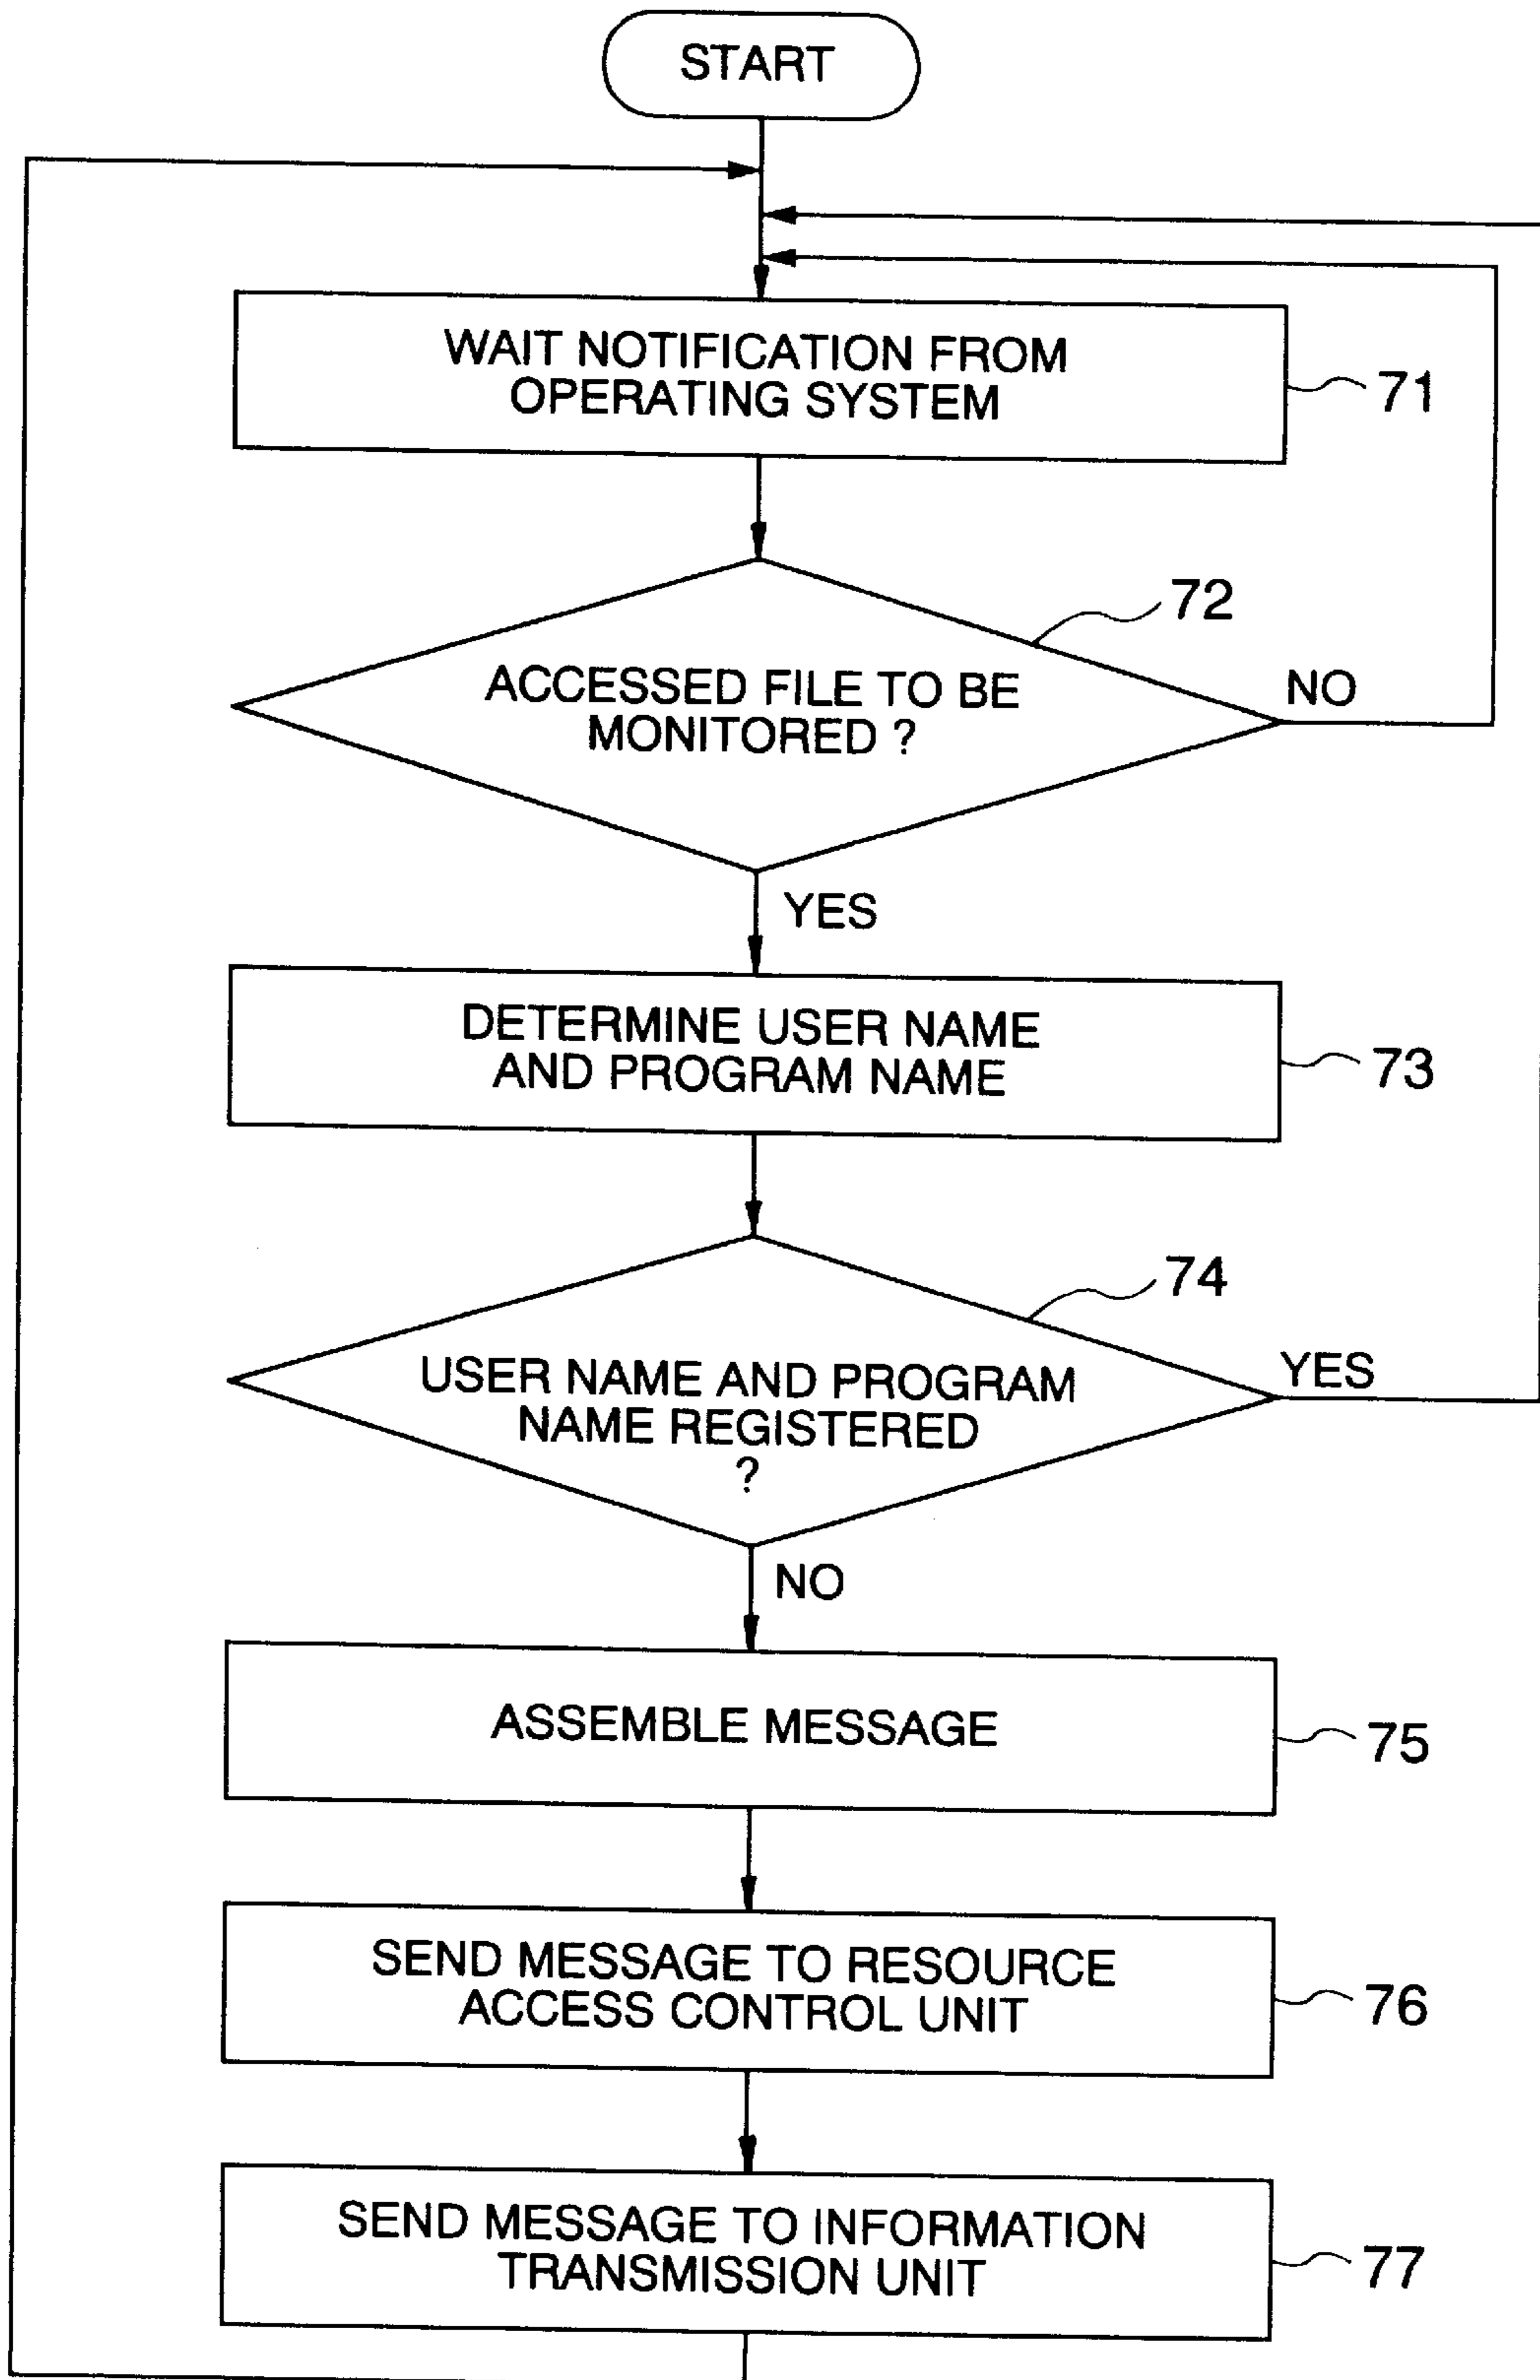 START
WAIT NOTIFICATION FROM
OPERATING SYSTEM
71
72
ACCESSED FILE TO BE
MONITORED ?
NO
YES
DETERMINE USER NAME
AND PROGRAM NAME
73
74
USER NAME AND PROGRAM
NAME REGISTERED
?
YES
NO
ASSEMBLE MESSAGE
75
SEND MESSAGE TO RESOURCE
ACCESS CONTROL UNIT
76
SEND MESSAGE TO INFORMATION
TRANSMISSION UNIT
77